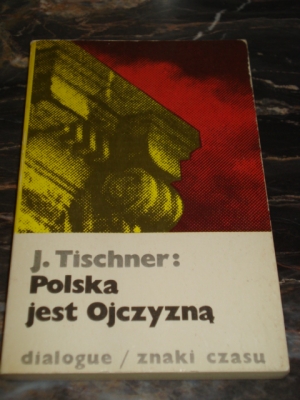 J. Tischner:
Polska
jest Ojczyzną
dialogue / znaki czasu